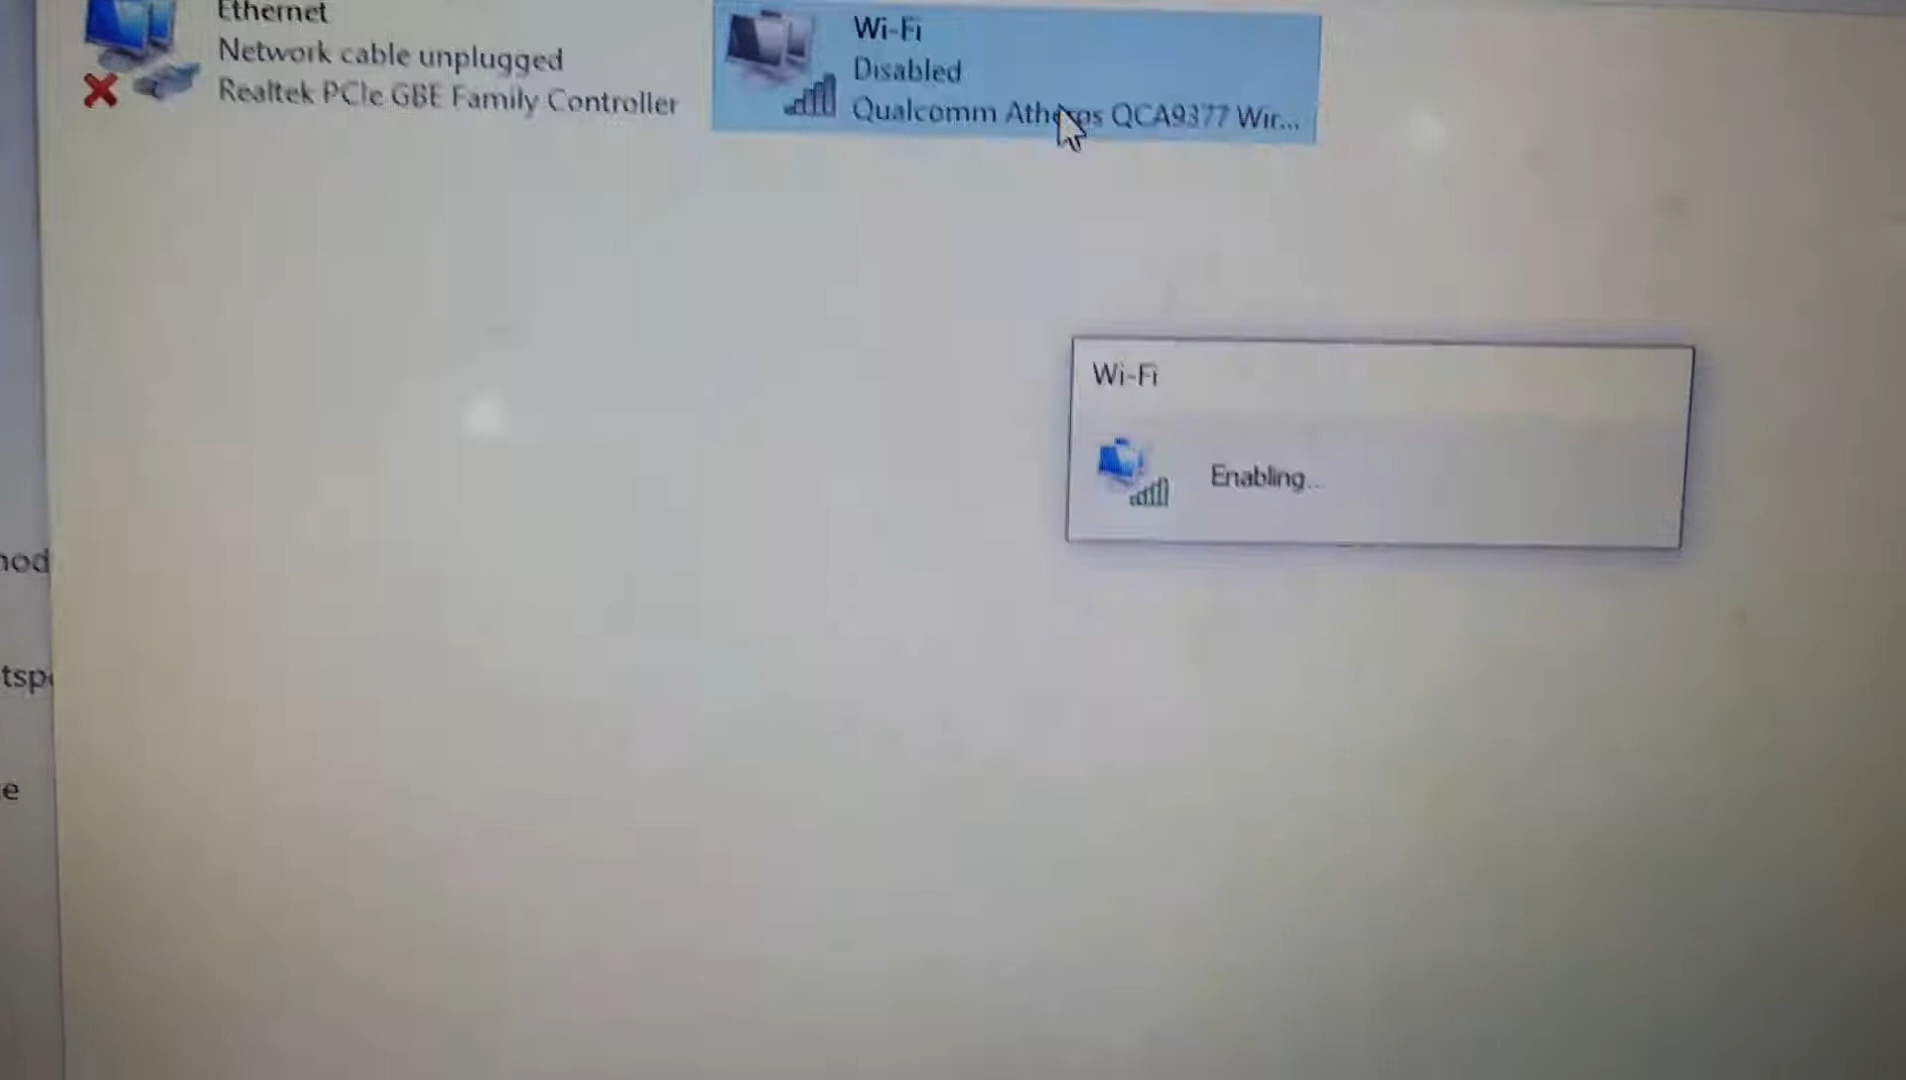 Ethernet
Network cable unplugged
Realtek PCIe GBE Family Controller
Wi-Fi
Disabled
Qualcomm Atheros QCA9377 Wir...
Wi-Fi
Enabling...
nod
tsp
e